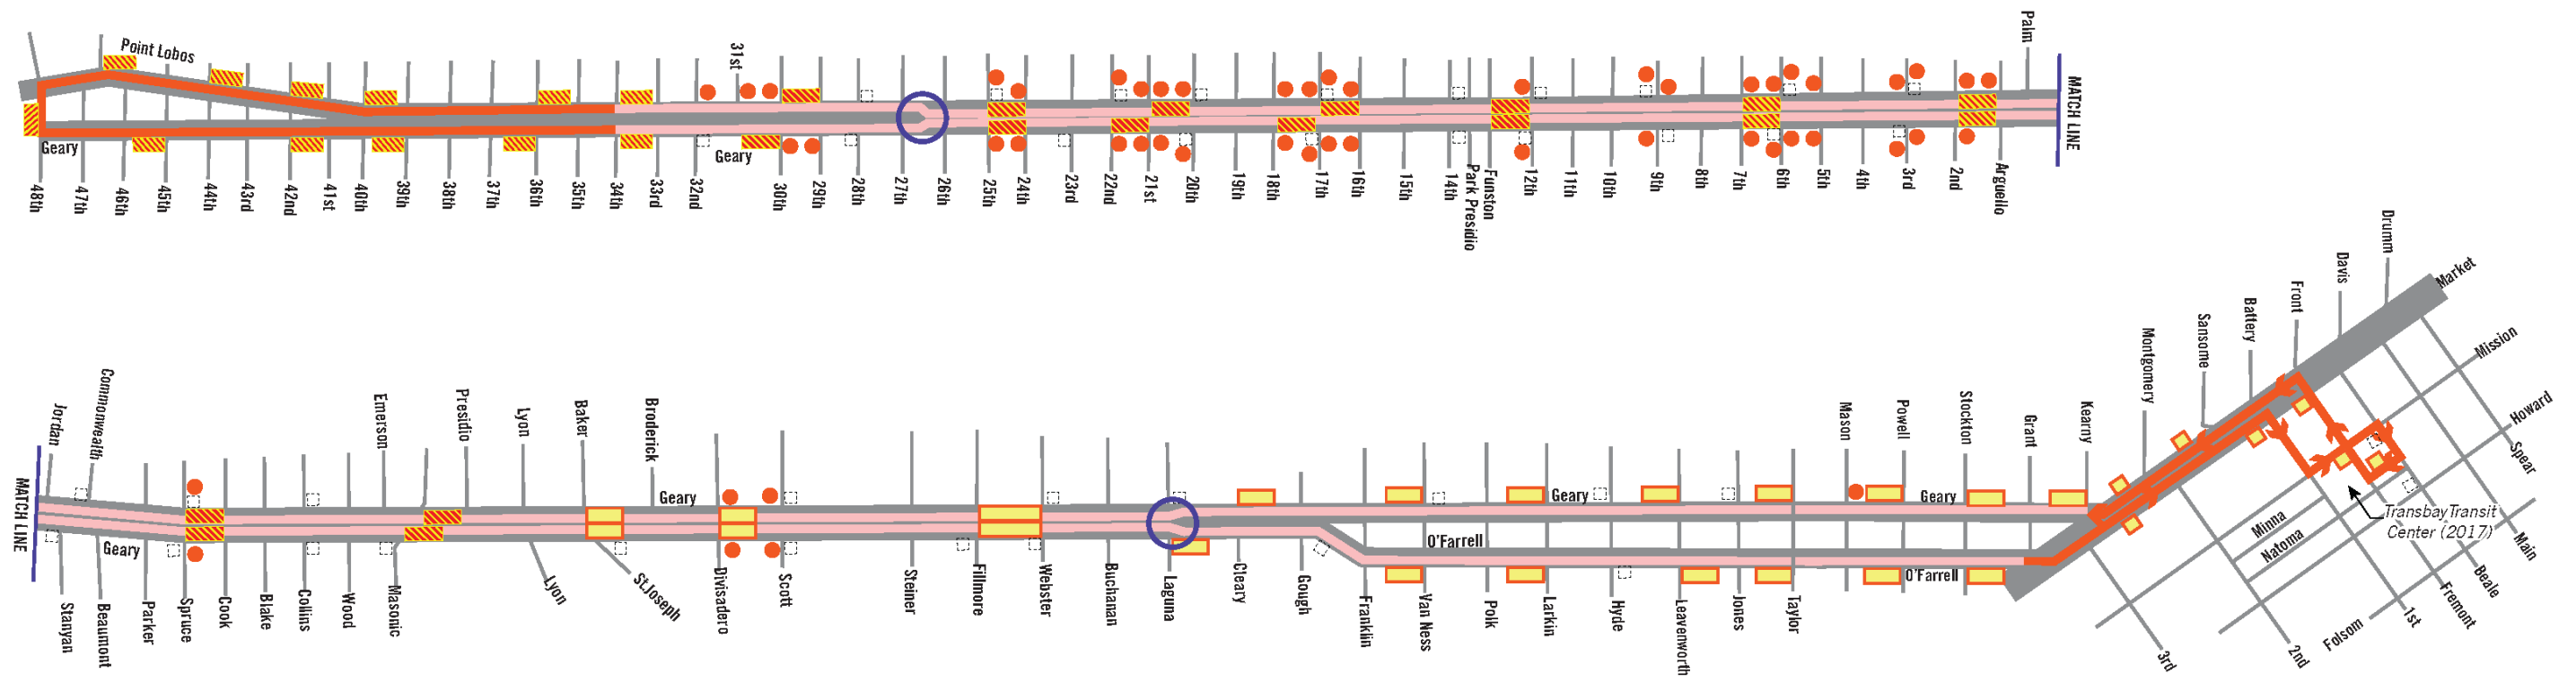 Point Lobos
31st
Palm
MATCH LINE
Geary
Geary
48th
47th
46th
45th
44th
43rd
42nd
41st
40th
39th
38th
37th
36th
35th
34th
33rd
32nd
30th
29th
28th
27th
26th
25th
24th
23rd
22nd
21st
20th
19th
18th
17th
16th
15th
14th
Park Presidio
Funston
12th
11th
10th
9th
8th
7th
6th
5th
4th
3rd
2nd
Arguello
MATCH LINE
Jordan
Commonwealth
Emerson
Presidio
Lyon
Baker
Broderick
Geary
Geary
Mason
Powell
Stockton
Geary
Grant
Kearny
Montgomery
Sansome
Battery
Front
Davis
Drumm
Market
Mission
Howard
Spear
Main
Beale
Fremont
1st
Folsom
2nd
3rd
Minna
Natoma
Transbay Transit
Center (2017)
Geary
O'Farrell
O'Farrell
Stanyan
Beaumont
Parker
Spruce
Cook
Blake
Collins
Wood
Masonic
Lyon
St.Joseph
Divisadero
Scott
Steiner
Fillmore
Webster
Buchanan
Laguna
Cleary
Gough
Franklin
Van Ness
Polk
Larkin
Hyde
Leavenworth
Jones
Taylor